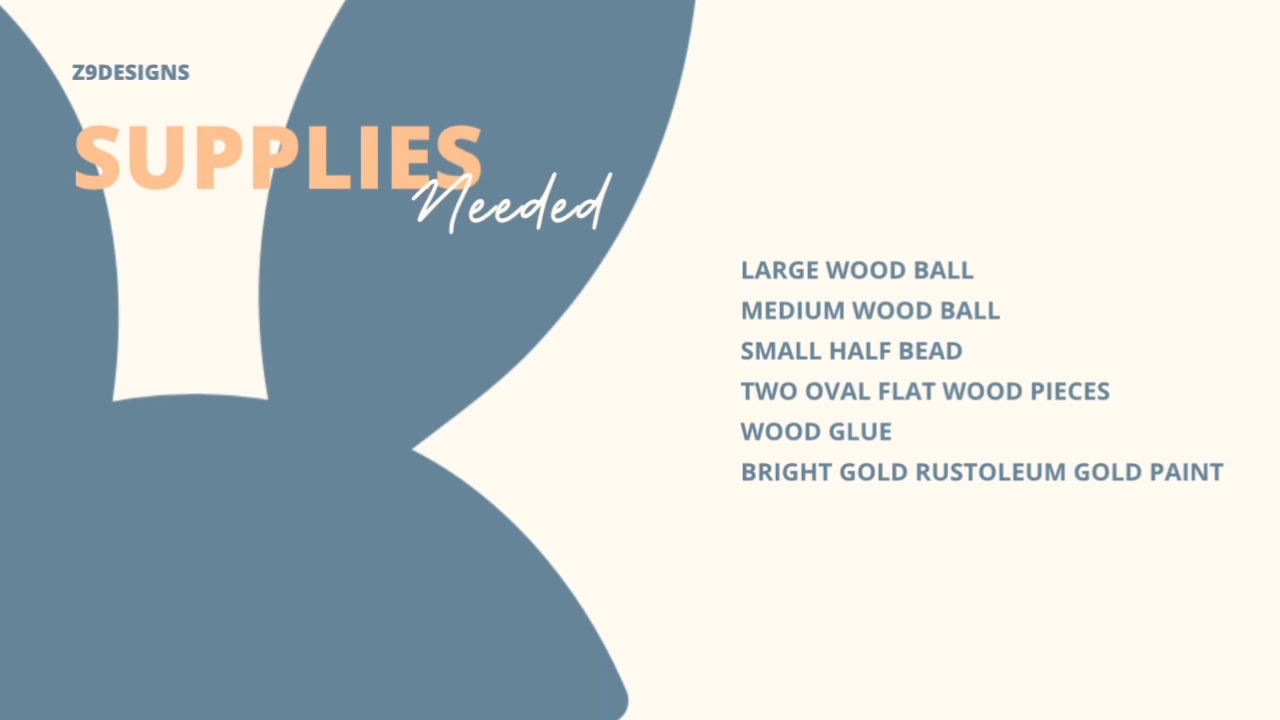 Z9DESIGNS
SUPPLIES
Needed
LARGE WOOD BALL
MEDIUM WOOD BALL
SMALL HALF BEAD
TWO OVAL FLAT WOOD PIECES
WOOD GLUE
BRIGHT GOLD RUSTOLEUM GOLD PAINT